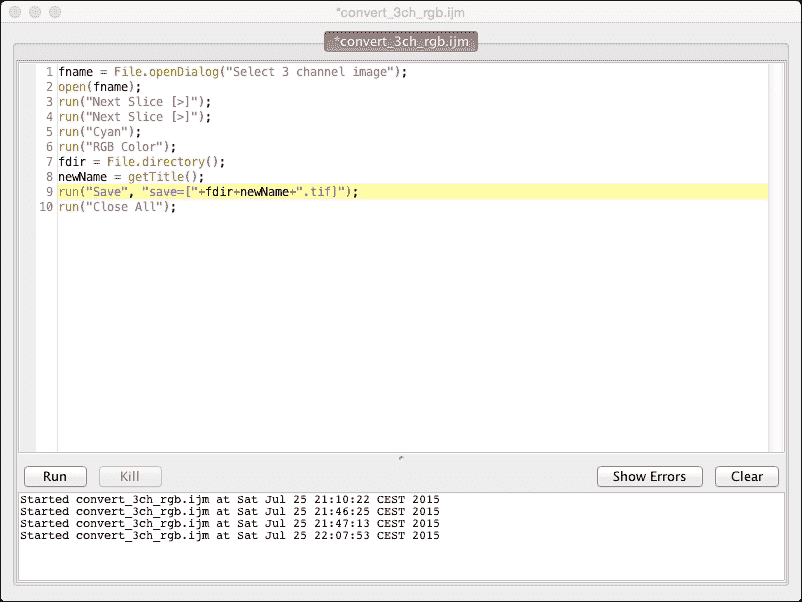 *convert_3ch_rgb.ijm
*convert_3ch_rgb.ijm
1 fname = File.openDialog("Select 3 channel image");
2 open(fname);
3 run("Next Slice [>]");
4 run("Next Slice [>]");
5 run("Cyan");
6 run("RGB Color");
7 fdir = File.directory();
8 newName = getTitle();
9 run("Save", "save=["+fdir+newName+".tif]");
10 run("Close All");
Run Kill Show Errors Clear
Started convert_3ch_rgb.ijm at Sat Jul 25 21:10:22 CEST 2015
Started convert_3ch_rgb.ijm at Sat Jul 25 21:46:25 CEST 2015
Started convert_3ch_rgb.ijm at Sat Jul 25 21:47:13 CEST 2015
Started convert_3ch_rgb.ijm at Sat Jul 25 22:07:53 CEST 2015